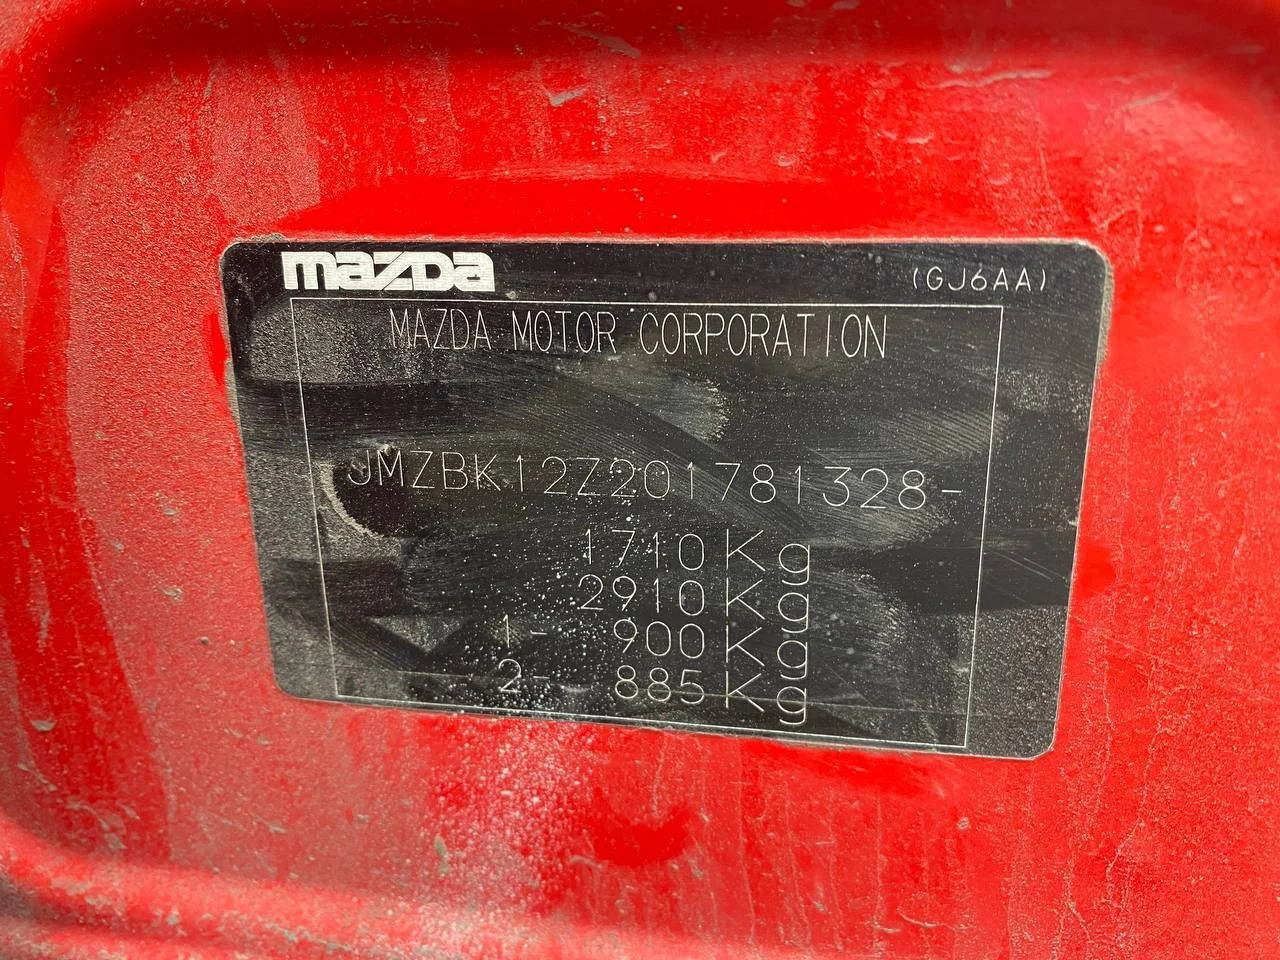 mazda (GJ6AA)
MAZDA MOTOR CORPORATION
JMZBK12Z201781328-
1710Kg
2910Kg
1- 900Kg
2- 885Kg